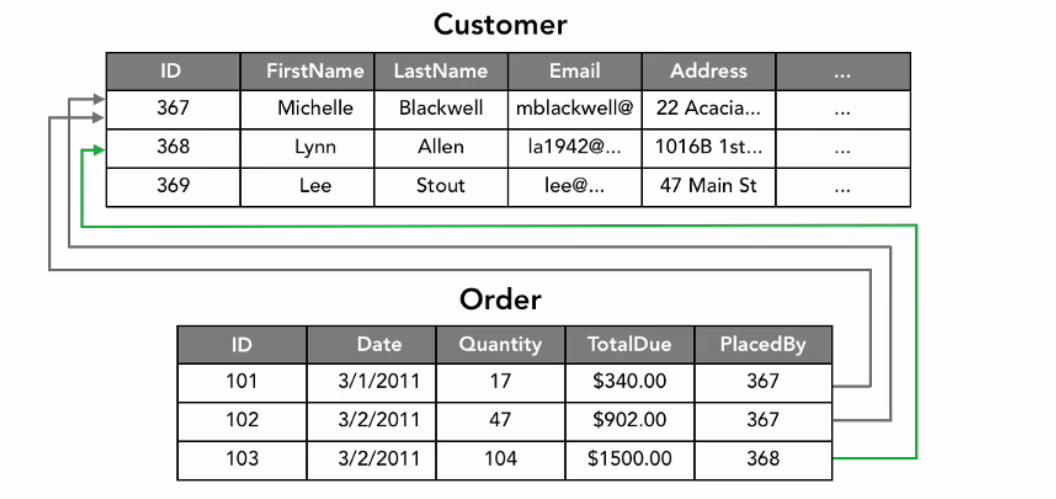 Customer
ID FirstName LastName Email Address ...
367 Michelle Blackwell mblackwell@ 22 Acacia... ...
368 Lynn Allen la1942@... 1016B 1st... ...
369 Lee Stout lee@... 47 Main St ...
Order
ID Date Quantity TotalDue PlacedBy
101 3/1/2011 17 $340.00 367
102 3/2/2011 47 $902.00 367
103 3/2/2011 104 $1500.00 368